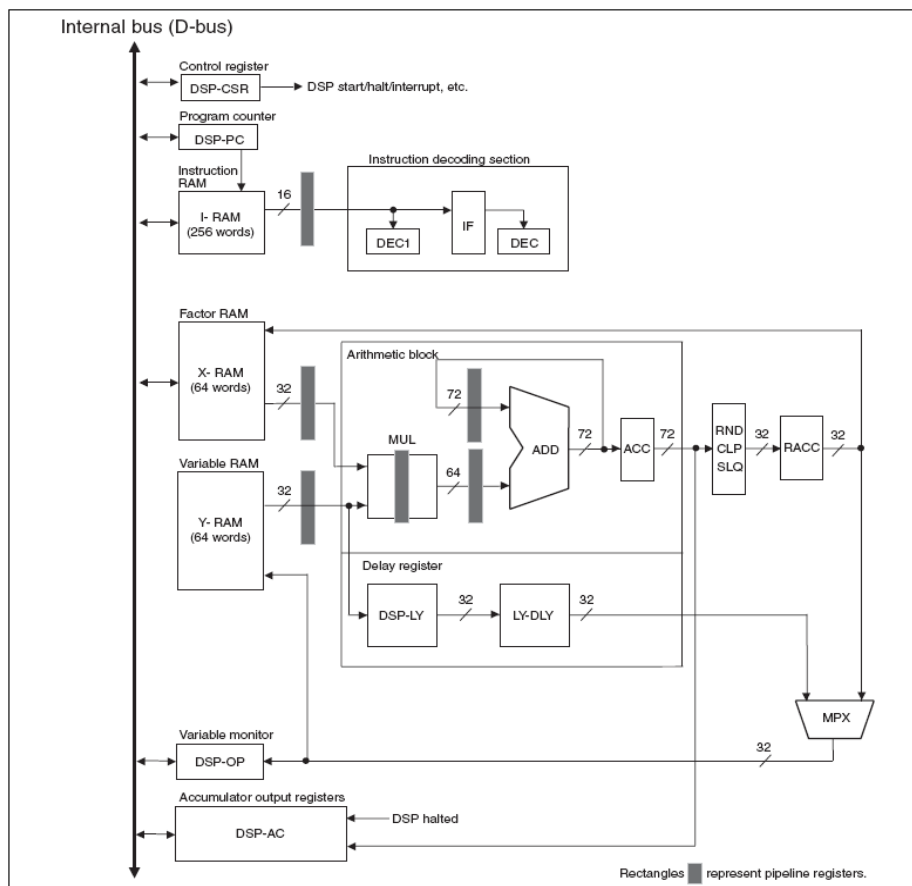 Internal bus (D-bus)
Control register
DSP-CSR
DSP start/halt/interrupt, etc.
Program counter
DSP-PC
Instruction
RAM
I- RAM
(256 words)
16
Instruction decoding section
DEC1
IF
DEC
Factor RAM
X- RAM
(64 words)
32
Arithmetic block
72
MUL
64
ADD
72
ACC
72
RND
CLP
SLQ
32
RACC
32
Variable RAM
Y- RAM
(64 words)
32
Delay register
DSP-LY
32
LY-DLY
32
MPX
32
Variable monitor
DSP-OP
Accumulator output registers
DSP-AC
DSP halted
Rectangles represent pipeline registers.